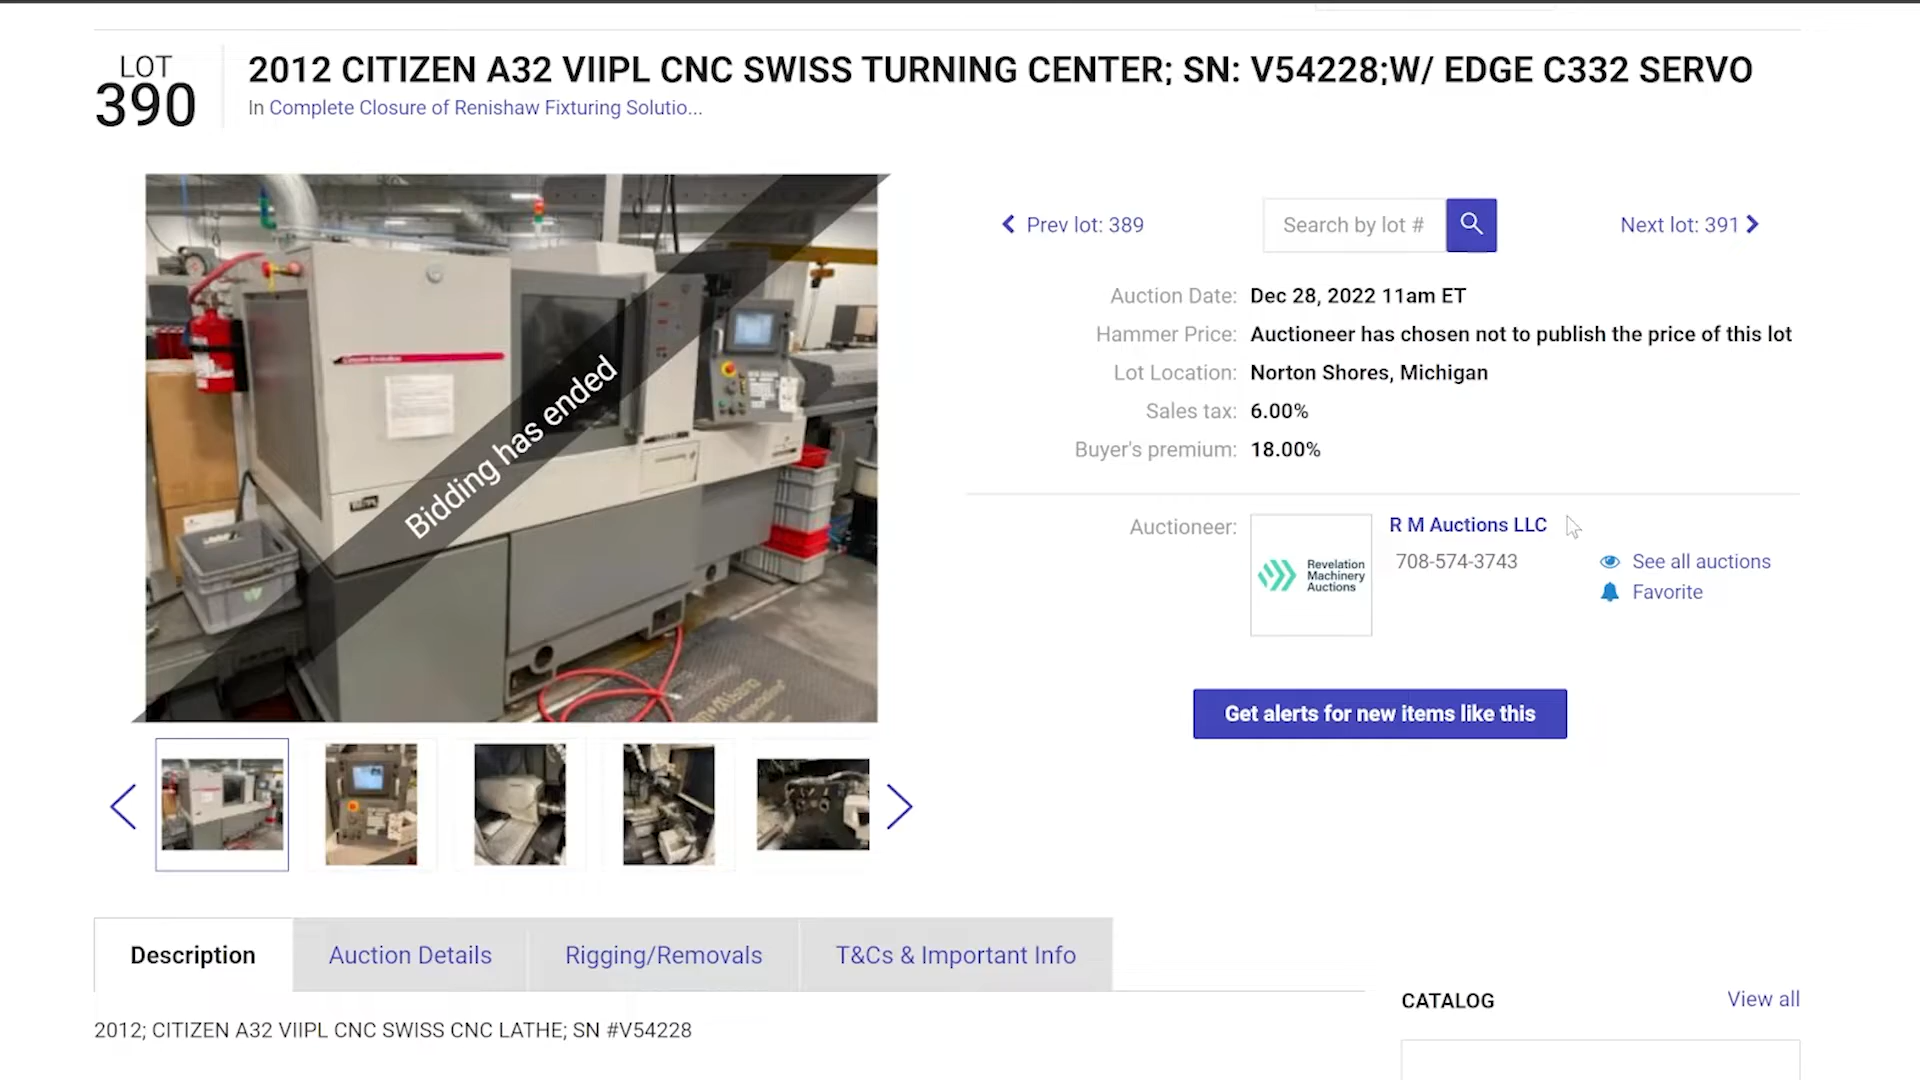 LOT
390
2012 CITIZEN A32 VIIPL CNC SWISS TURNING CENTER; SN: V54228;W/ EDGE C332 SERVO
In Complete Closure of Renishaw Fixturing Solutio...
Bidding has ended
Prev lot: 389
Search by lot #
Next lot: 391
Auction Date: Dec 28, 2022 11am ET
Hammer Price: Auctioneer has chosen not to publish the price of this lot
Lot Location: Norton Shores, Michigan
Sales tax: 6.00%
Buyer's premium: 18.00%
Auctioneer:
Revelation
Machinery
Auctions
R M Auctions LLC
708-574-3743
See all auctions
Favorite
Get alerts for new items like this
Description
Auction Details
Rigging/Removals
T&Cs & Important Info
2012; CITIZEN A32 VIIPL CNC SWISS CNC LATHE; SN #V54228
CATALOG
View all